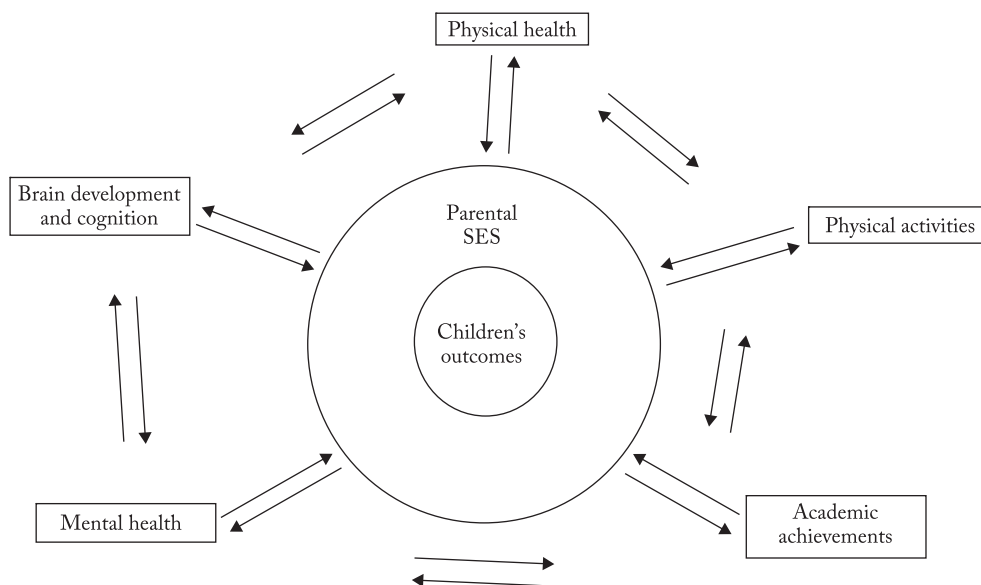 Physical health
Brain development
and cognition
Parental
SES
Physical activities
Children's
outcomes
Mental health
Academic
achievements